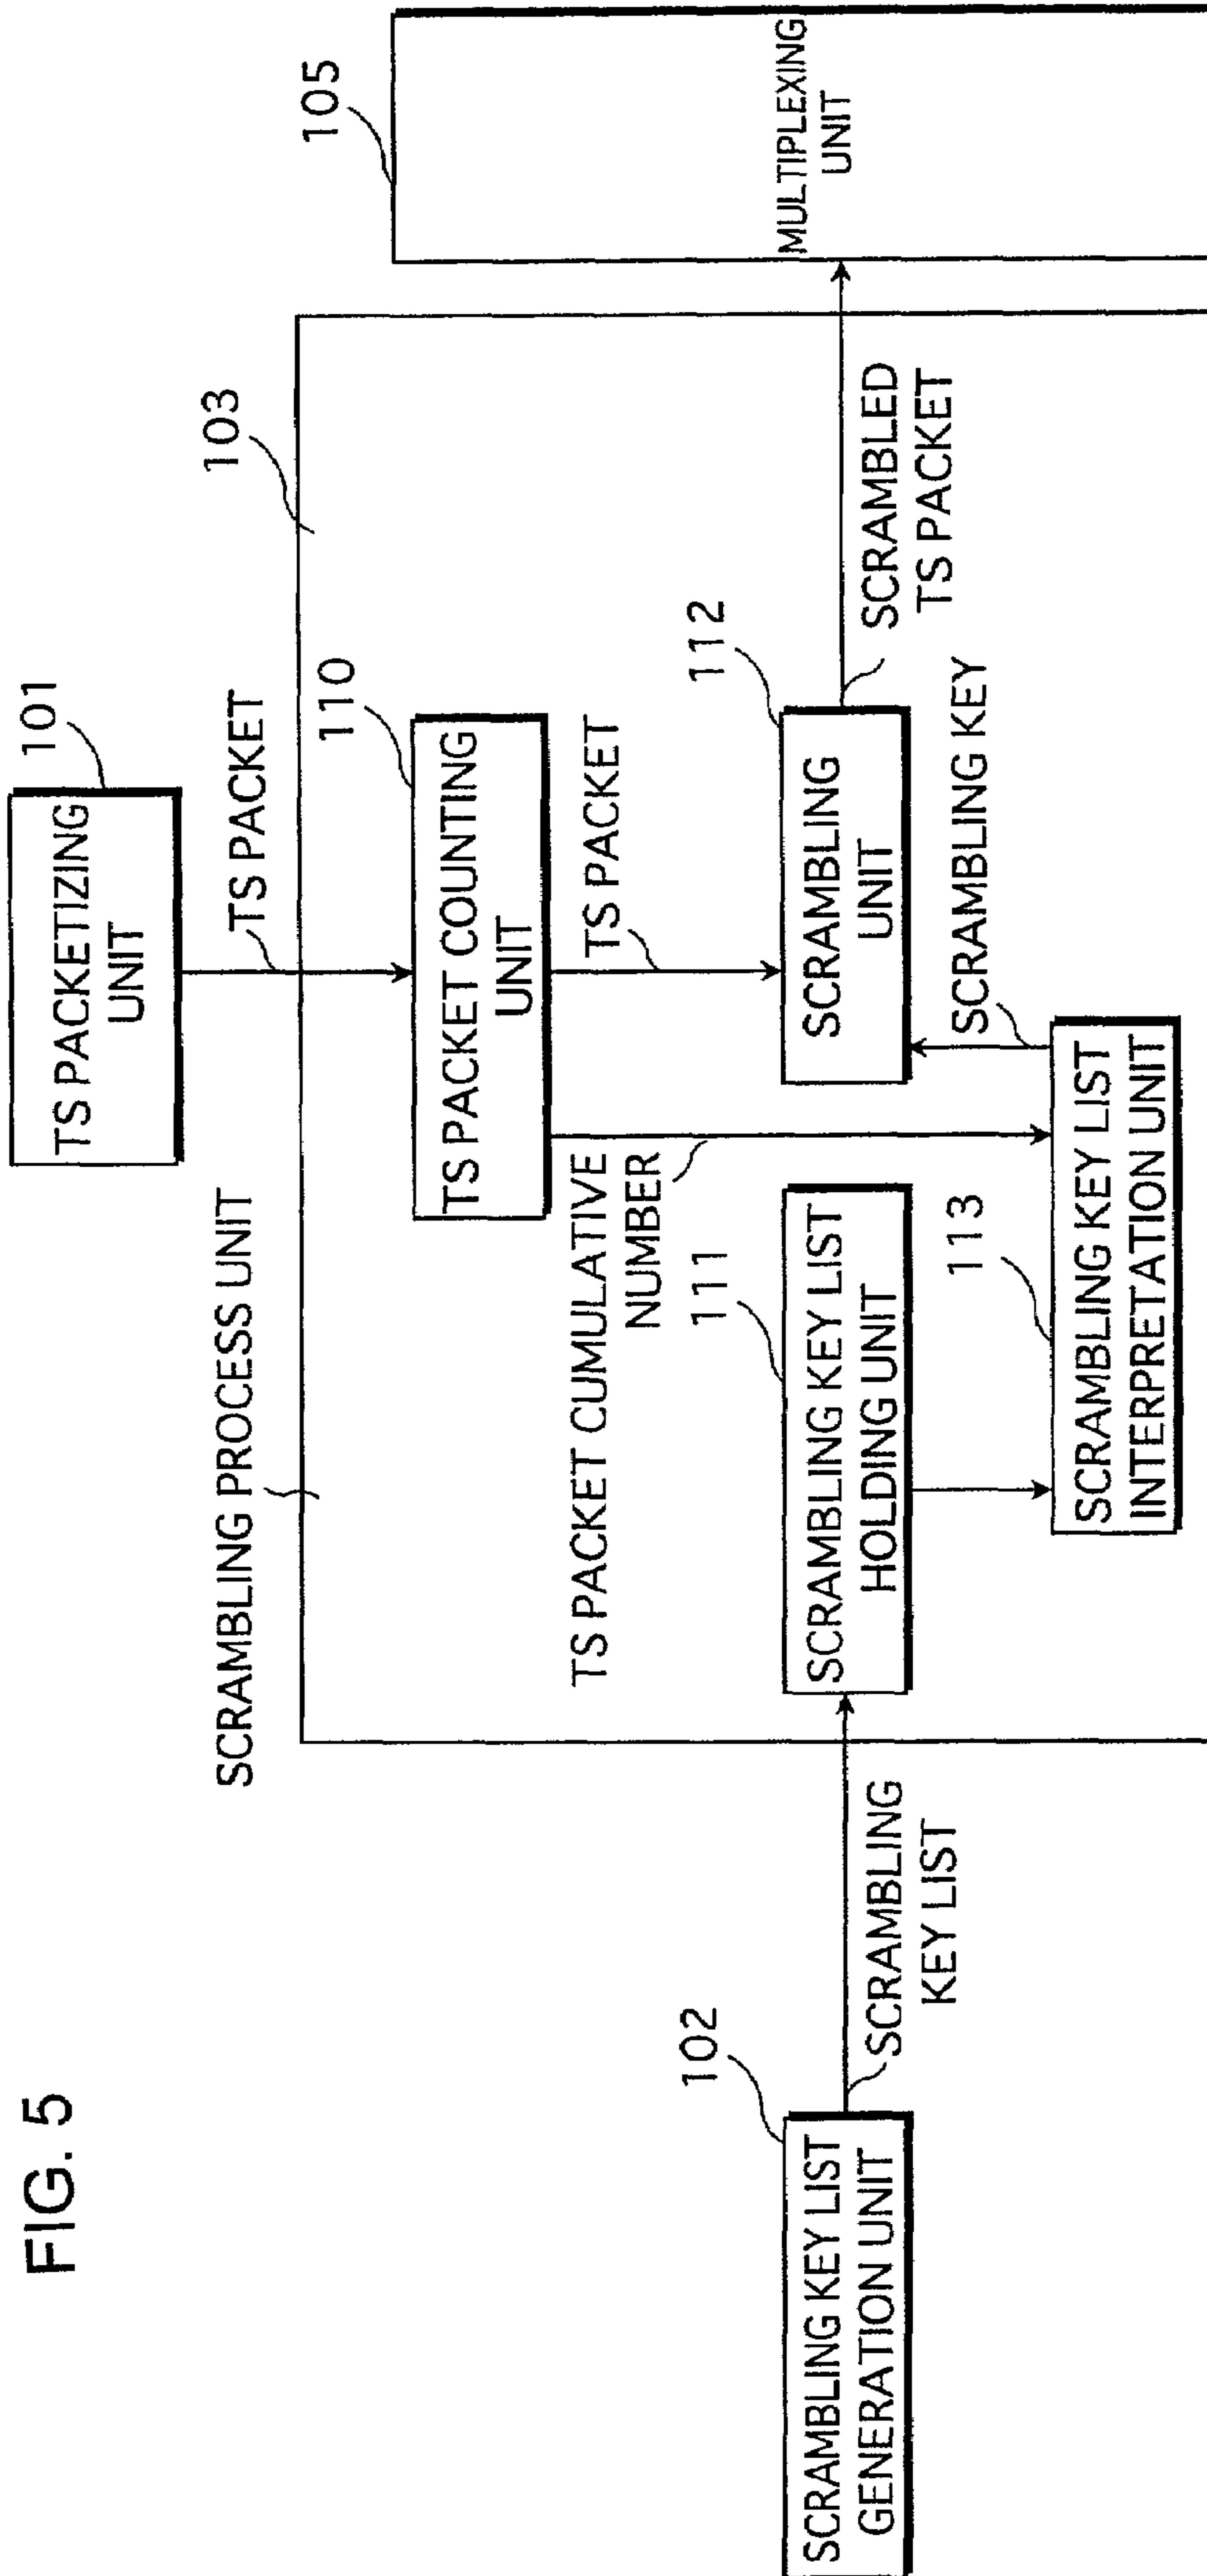 FIG. 5
101
TS PACKETIZING
UNIT
TS PACKET
SCRAMBLING PROCESS UNIT
103
105
110
TS PACKET COUNTING
UNIT
TS PACKET CUMULATIVE
NUMBER
TS PACKET
102
SCRAMBLING KEY LIST
GENERATION UNIT
SCRAMBLING
KEY LIST
111
SCRAMBLING KEY LIST
HOLDING UNIT
112
SCRAMBLING
UNIT
SCRAMBLED
TS PACKET
MULTIPLEXING
UNIT
113
SCRAMBLING KEY
SCRAMBLING KEY LIST
INTERPRETATION UNIT